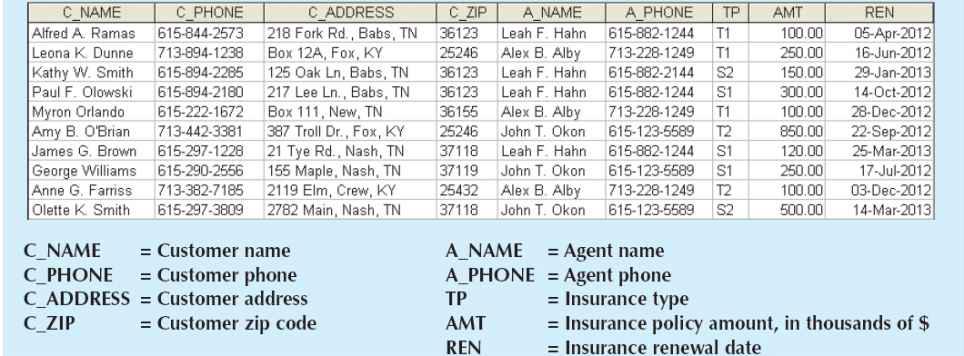 C_NAME C_PHONE C_ADDRESS C_ZIP A_NAME A_PHONE TP AMT REN
Alfred A. Ramas 615-844-2573 218 Fork Rd., Babs, TN 36123 Leah F. Hahn 615-882-1244 T1 100.00 05-Apr-2012
Leona K. Dunne 713-894-1238 Box 12A, Fox, KY 25246 Alex B. Alby 713-228-1249 T1 250.00 16-Jun-2012
Kathy W. Smith 615-894-2285 125 Oak Ln, Babs, TN 36123 Leah F. Hahn 615-882-2144 S2 150.00 29-Jan-2013
Paul F. Olowski 615-894-2180 217 Lee Ln., Babs, TN 36123 Leah F. Hahn 615-882-1244 S1 300.00 14-Oct-2012
Myron Orlando 615-222-1672 Box 111, New, TN 36155 Alex B. Alby 713-228-1249 T1 100.00 28-Dec-2012
Amy B. O'Brian 713-442-3381 387 Troll Dr., Fox, KY 25246 John T. Okon 615-123-5589 T2 850.00 22-Sep-2012
James G. Brown 615-297-1228 21 Tye Rd., Nash, TN 37118 Leah F. Hahn 615-882-1244 S1 120.00 25-Mar-2013
George Williams 615-290-2556 155 Maple, Nash, TN 37119 John T. Okon 615-123-5589 S1 250.00 17-Jul-2012
Anne G. Farriss 713-382-7185 2119 Elm, Crew, KY 25432 Alex B. Alby 713-228-1249 T2 100.00 03-Dec-2012
Olette K. Smith 615-297-3809 2782 Main, Nash, TN 37118 John T. Okon 615-123-5589 S2 500.00 14-Mar-2013
C_NAME = Customer name
C_PHONE = Customer phone
C_ADDRESS = Customer address
C_ZIP = Customer zip code
A_NAME = Agent name
A_PHONE = Agent phone
TP = Insurance type
AMT = Insurance policy amount, in thousands of $
REN = Insurance renewal date